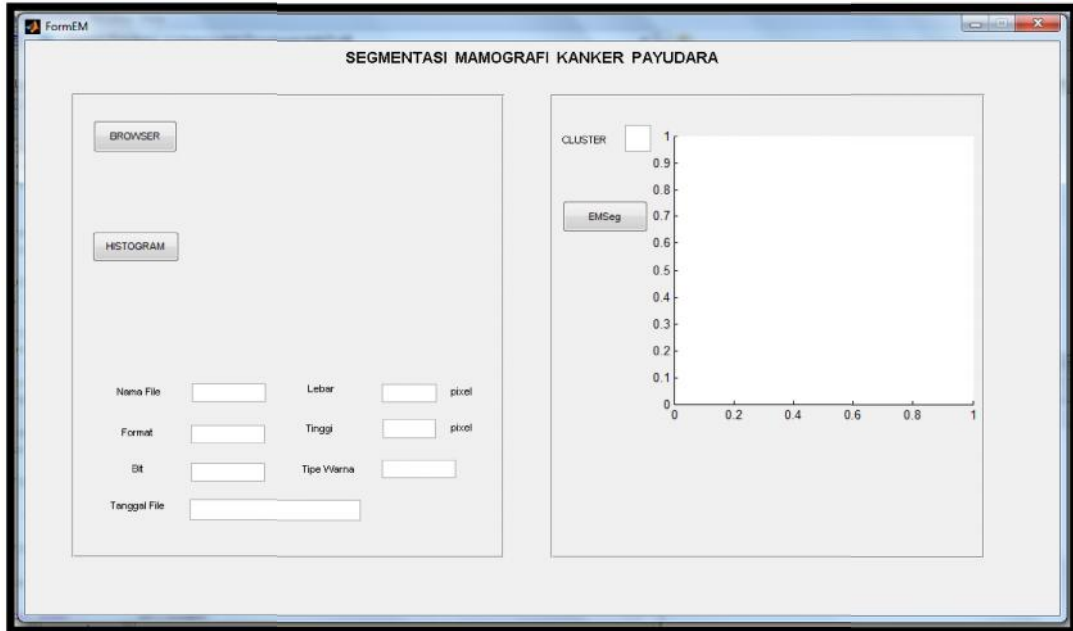 FormEM
SEGMENTASI MAMOGRAFI KANKER PAYUDARA
BROWSER
HISTOGRAM
Nama File
Lebar
pixel
Format
Tinggi
pixel
Bit
Tipe Warna
Tanggal File
CLUSTER
EMSeg
1
0.9
0.8
0.7
0.6
0.5
0.4
0.3
0.2
0.1
0
0 0.2 0.4 0.6 0.8 1